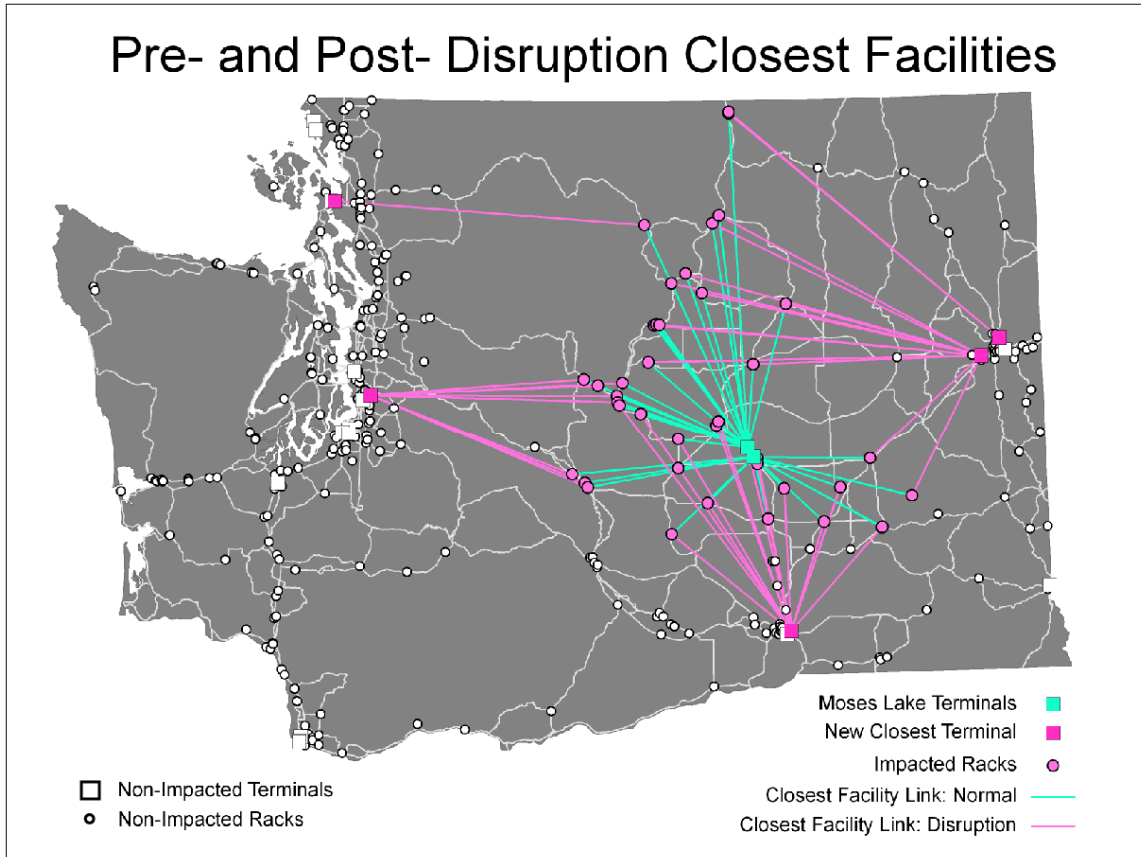 Pre- and Post- Disruption Closest Facilities
Moses Lake Terminals
New Closest Terminal
Impacted Racks
Closest Facility Link: Normal
Closest Facility Link: Disruption
Non-Impacted Terminals
Non-Impacted Racks